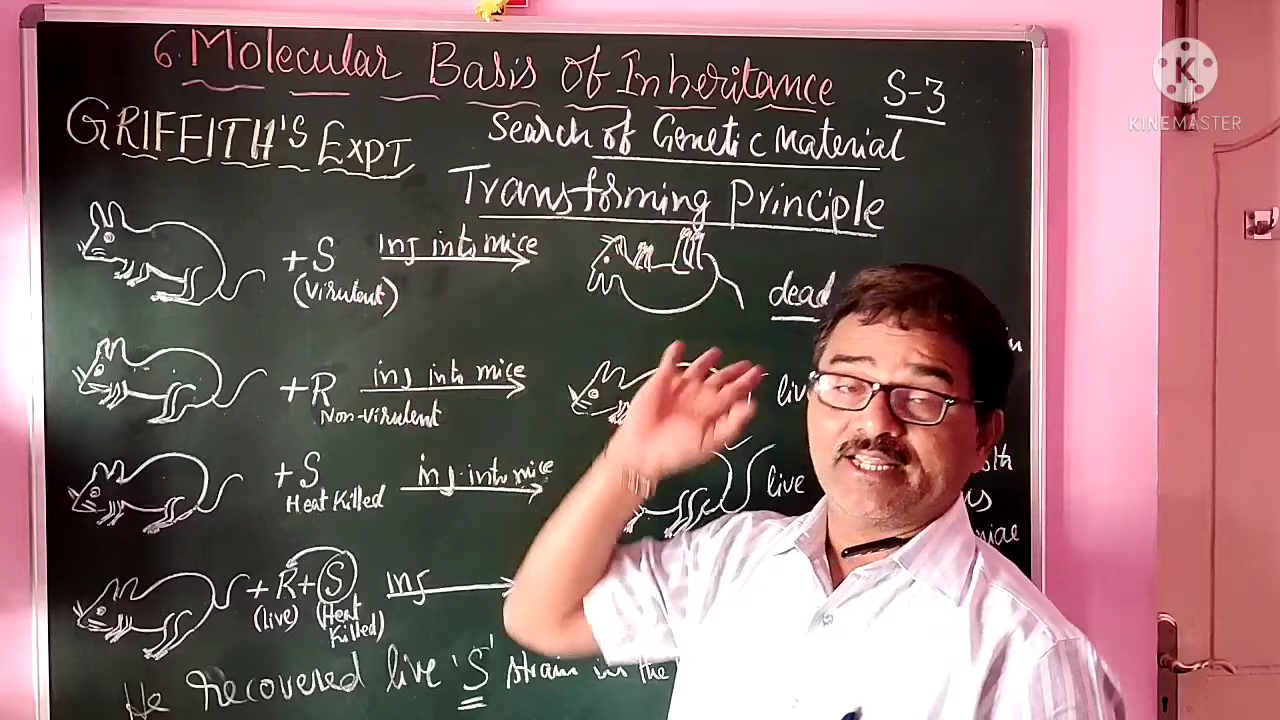 6. Molecular Basis of Inheritance S-3
GRIFFITH'S EXPT
Search of Genetic Material
Transforming Principle
+S inj into mice
(Virulent)
dead
+R inj into mice
Non-virulent
live
+S inj. into mice
Heat Killed
live
+R+S Inj
(live) (Heat Killed)
He recovered live 'S' strain in the
K
KINEMASTER